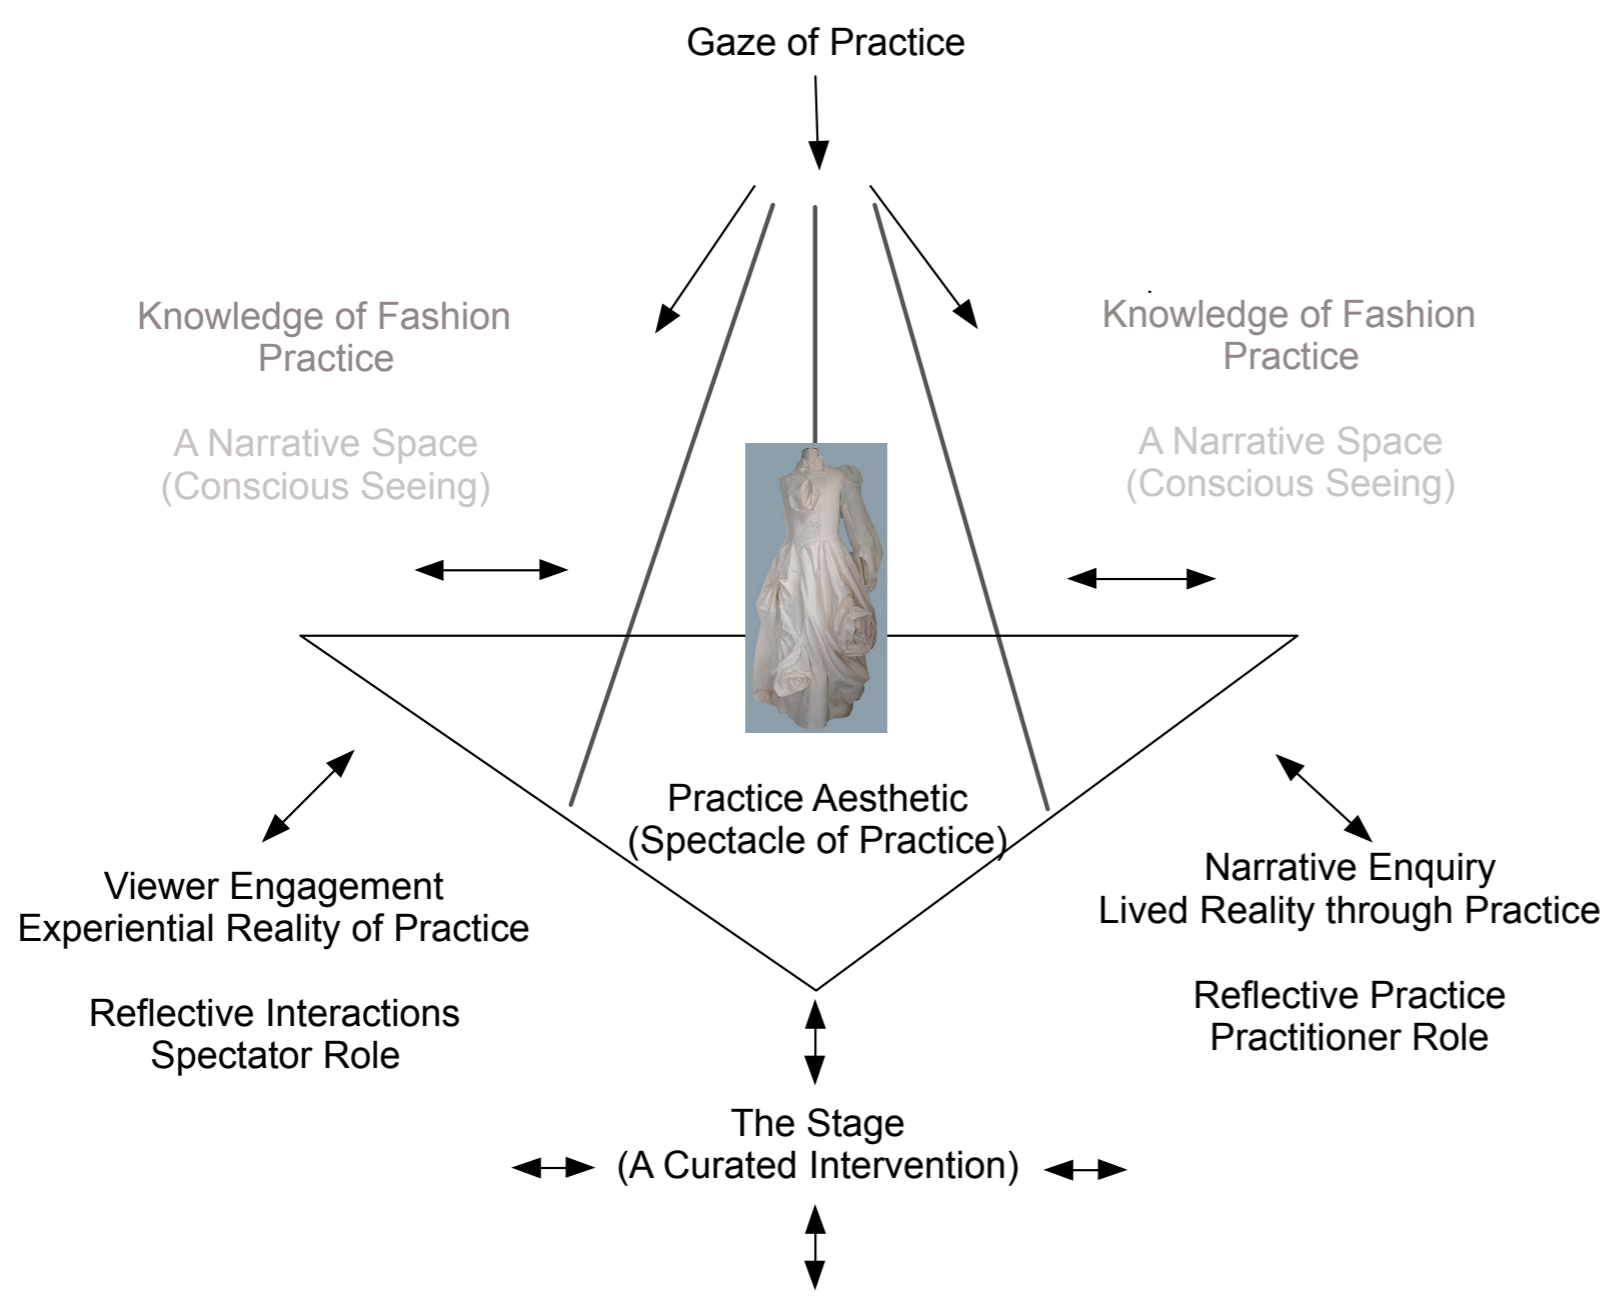 Gaze of Practice
Knowledge of Fashion
Practice
A Narrative Space
(Conscious Seeing)
Knowledge of Fashion
Practice
A Narrative Space
(Conscious Seeing)
Practice Aesthetic
(Spectacle of Practice)
Viewer Engagement
Experiential Reality of Practice
Reflective Interactions
Spectator Role
Narrative Enquiry
Lived Reality through Practice
Reflective Practice
Practitioner Role
The Stage
(A Curated Intervention)